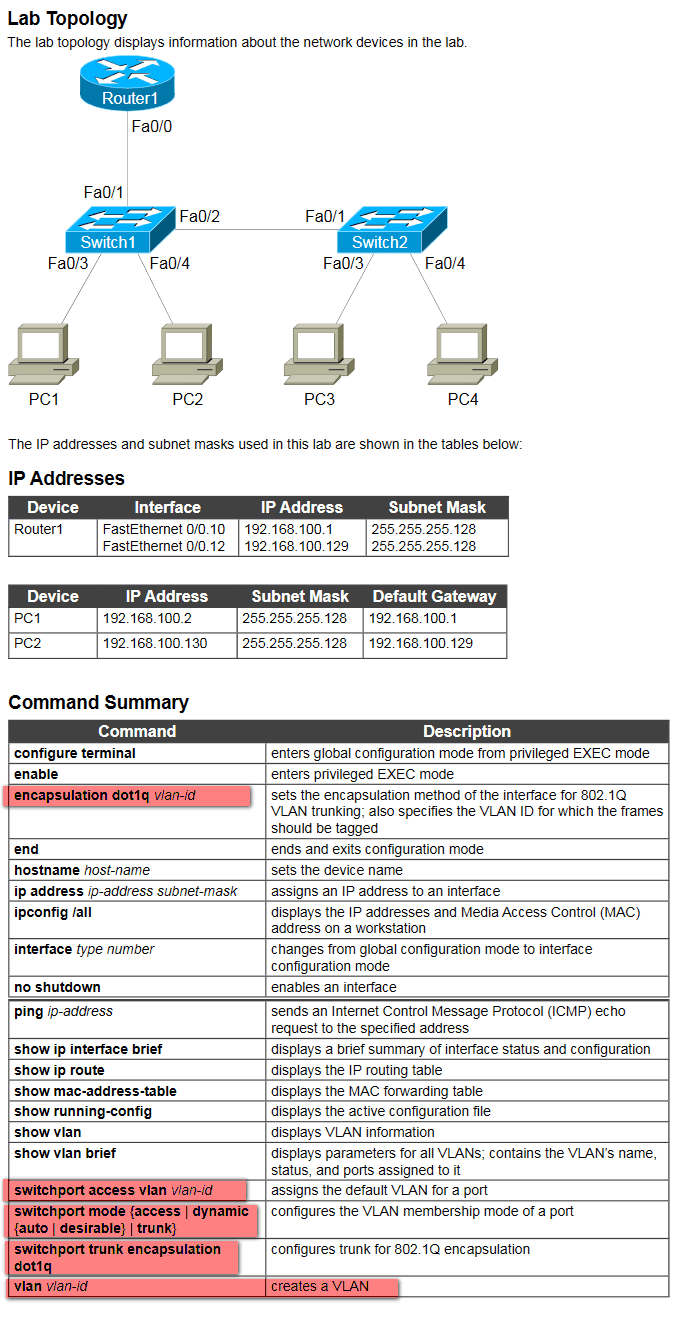 Lab Topology
The lab topology displays information about the network devices in the lab.
Router1
Fa0/0
Fa0/1
Fa0/2
Fa0/1
Switch1
Switch2
Fa0/3
Fa0/4
Fa0/3
Fa0/4
PC1
PC2
PC3
PC4
The IP addresses and subnet masks used in this lab are shown in the tables below:
IP Addresses
Device Interface IP Address Subnet Mask
Router1 FastEthernet 0/0.10 192.168.100.1 255.255.255.128
FastEthernet 0/0.12 192.168.100.129 255.255.255.128
Device IP Address Subnet Mask Default Gateway
PC1 192.168.100.2 255.255.255.128 192.168.100.1
PC2 192.168.100.130 255.255.255.128 192.168.100.129
Command Summary
Command Description
configure terminal enters global configuration mode from privileged EXEC mode
enable enters privileged EXEC mode
encapsulation dot1q vlan-id sets the encapsulation method of the interface for 802.1Q
VLAN trunking; also specifies the VLAN ID for which the frames
should be tagged
end ends and exits configuration mode
hostname host-name sets the device name
ip address ip-address subnet-mask assigns an IP address to an interface
ipconfig /all displays the IP addresses and Media Access Control (MAC)
address on a workstation
interface type number changes from global configuration mode to interface
configuration mode
no shutdown enables an interface
ping ip-address sends an Internet Control Message Protocol (ICMP) echo
request to the specified address
show ip interface brief displays a brief summary of interface status and configuration
show ip route displays the IP routing table
show mac-address-table displays the MAC forwarding table
show running-config displays the active configuration file
show vlan displays VLAN information
show vlan brief displays parameters for all VLANs; contains the VLAN's name,
status, and ports assigned to it
switchport access vlan vlan-id assigns the default VLAN for a port
switchport mode {access | dynamic configures the VLAN membership mode of a port
{auto | desirable} | trunk}
switchport trunk encapsulation configures trunk for 802.1Q encapsulation
dot1q
vlan vlan-id creates a VLAN